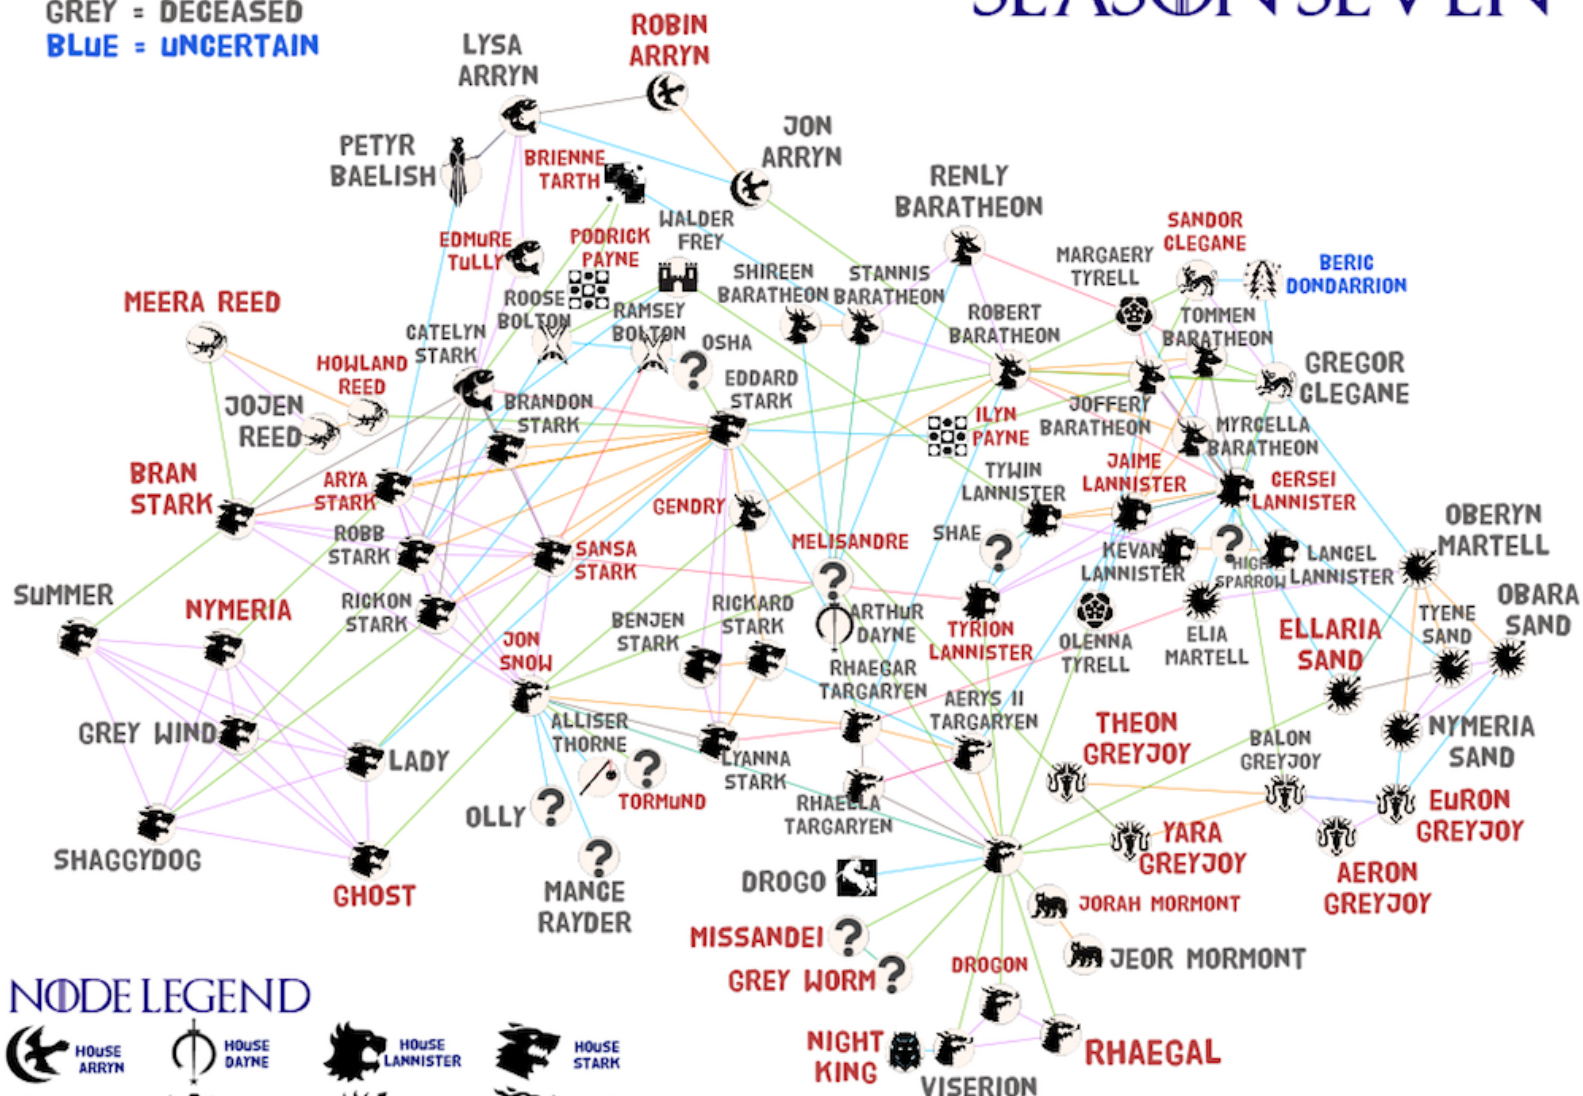 GREY = DECEASED
BLUE = UNCERTAIN
SEASON SEVEN
LYSA
ARRYN
ROBIN
ARRYN
PETYR
BAELISH
JON
ARRYN
BRIENNE
TARTH
RENLY
BARATHEON
WALDER
FREY
SANDOR
CLEGANE
EDMURE
TULLY
PODRICK
PAYNE
MARGAERY
TYRELL
BERIC
DONDARRION
SHIREEN
BARATHEON
STANNIS
BARATHEON
MEERA REED
ROOSE
BOLTON
RAMSEY
BOLTON
ROBERT
BARATHEON
TOMMEN
BARATHEON
CATELYN
STARK
OSHA
HOWLAND
REED
EDDARD
STARK
GREGOR
CLEGANE
JOJEN
REED
BRANDON
STARK
JOFFERY
BARATHEON
ILYN
PAYNE
MYRCELLA
BARATHEON
BRAN
STARK
ARYA
STARK
TYWIN
LANNISTER
JAIME
LANNISTER
CERSEI
LANNISTER
GENDRY
OBERYN
MARTELL
ROBB
STARK
SHAE
MELISANDRE
SANSA
STARK
KEVAN
LANNISTER
HIGH
SPARROW
LANCEL
LANNISTER
SUMMER
NYMERIA
RICKON
STARK
BENJEN
STARK
RICKARD
STARK
ARTHUR
DAYNE
TYRION
LANNISTER
OLENNA
TYRELL
ELIA
MARTELL
ELLARIA
SAND
TYENE
SAND
OBARA
SAND
JON
SNOW
RHAEGAR
TARGARYEN
AERYS II
TARGARYEN
GREY WIND
LADY
ALLISER
THORNE
LYANNA
STARK
THEON
GREYJOY
BALON
GREYJOY
NYMERIA
SAND
OLLY
TORMUND
RHAELLA
TARGARYEN
EURON
GREYJOY
SHAGGYDOG
YARA
GREYJOY
GHOST
MANCE
RAYDER
DROGO
AERON
GREYJOY
JORAH MORMONT
MISSANDEI
JEOR MORMONT
GREY WORM
DROGON
NIGHT
KING
RHAEGAL
VISERION
NODE LEGEND
HOUSE
ARRYN
HOUSE
DAYNE
HOUSE
LANNISTER
HOUSE
STARK